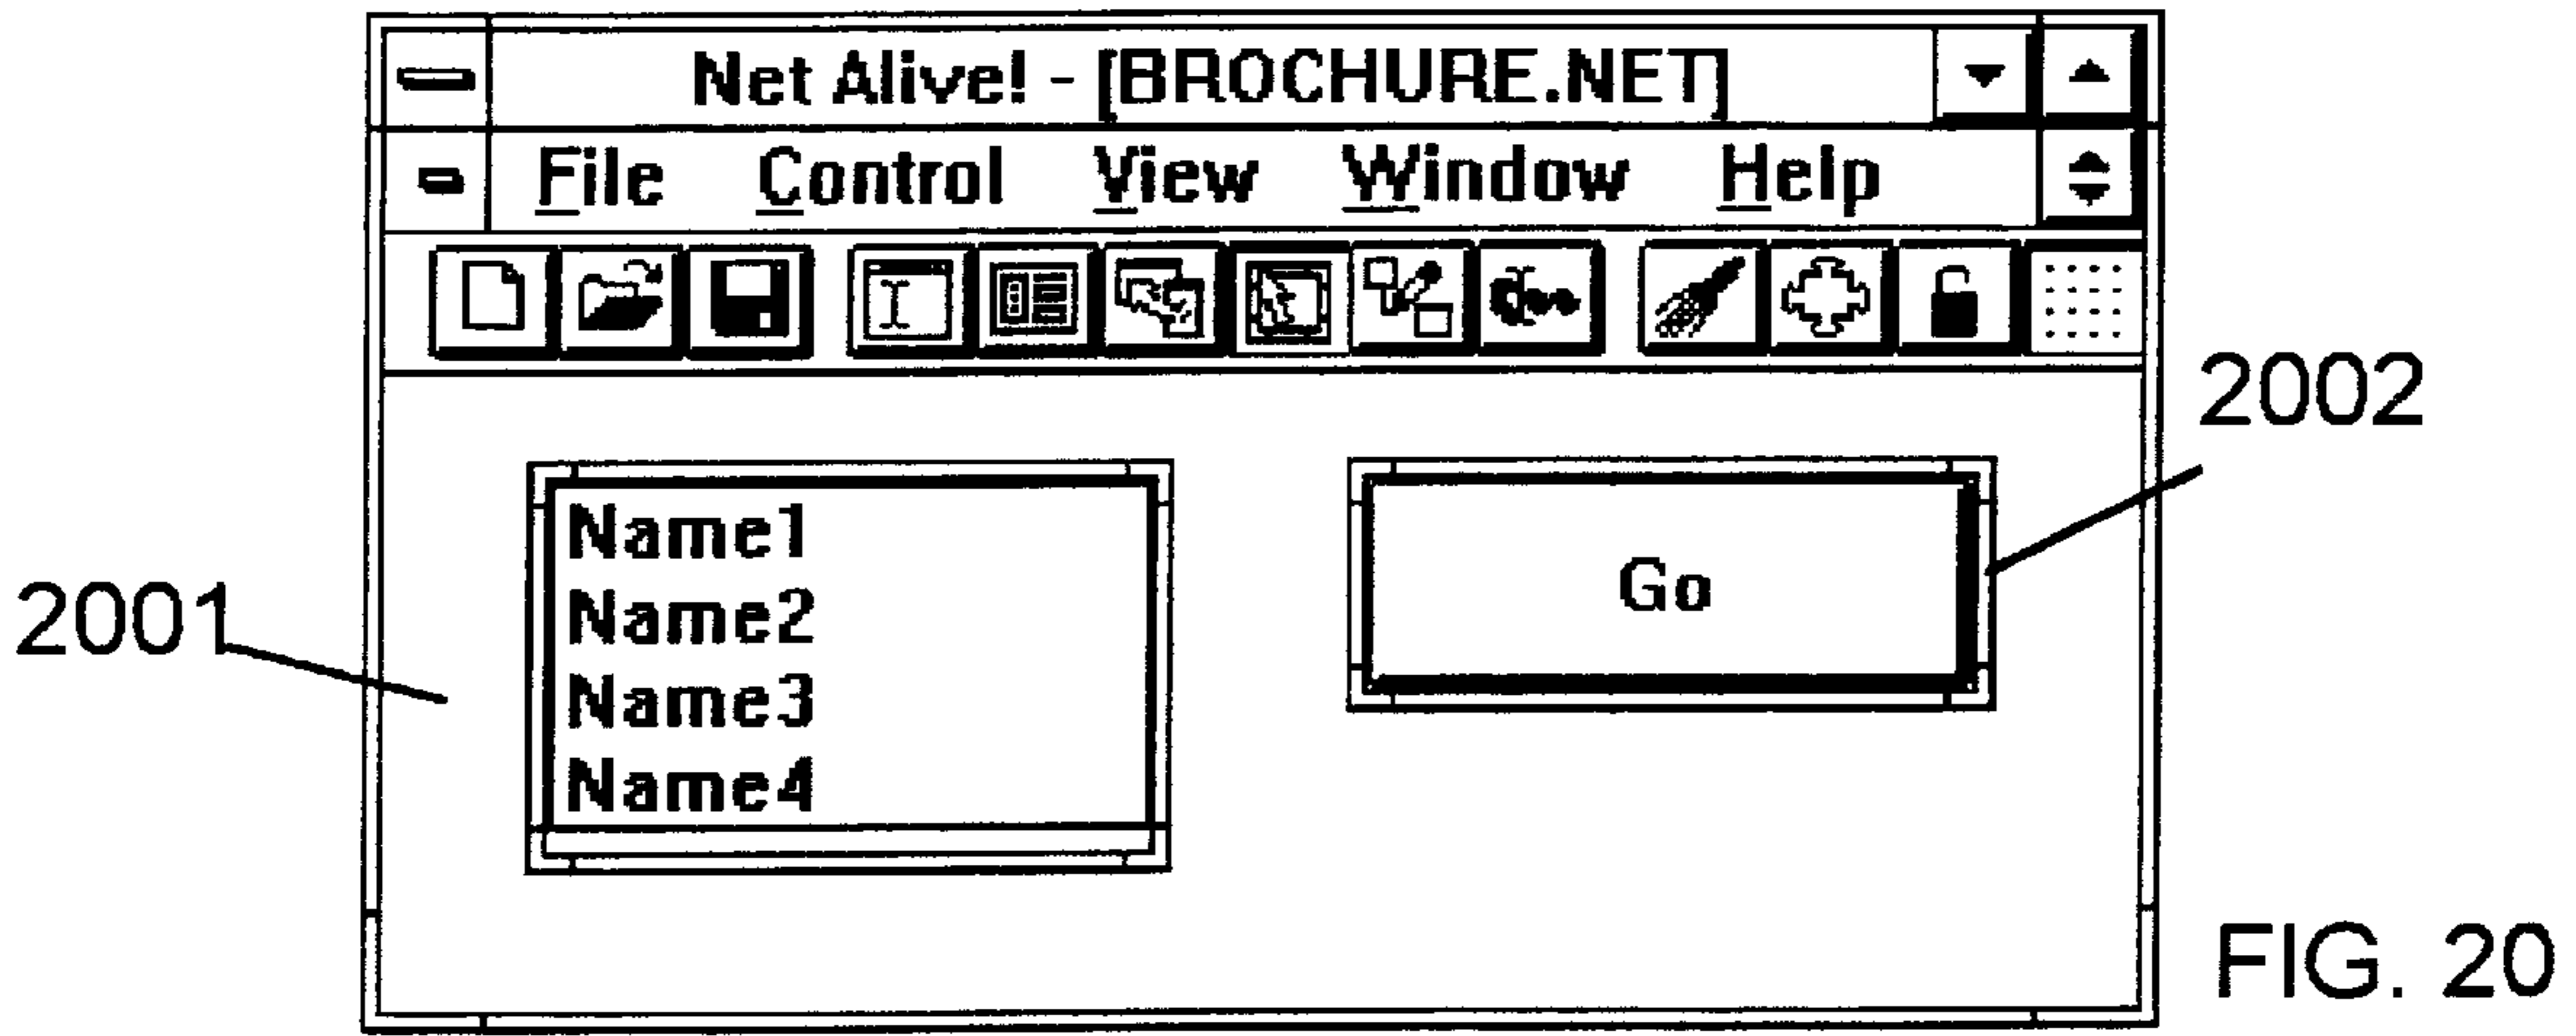 Net Alive! - [BROCHURE.NET]
File Control View Window Help
2002
Name1
Name2
Name3
Name4
Go
2001
FIG. 20